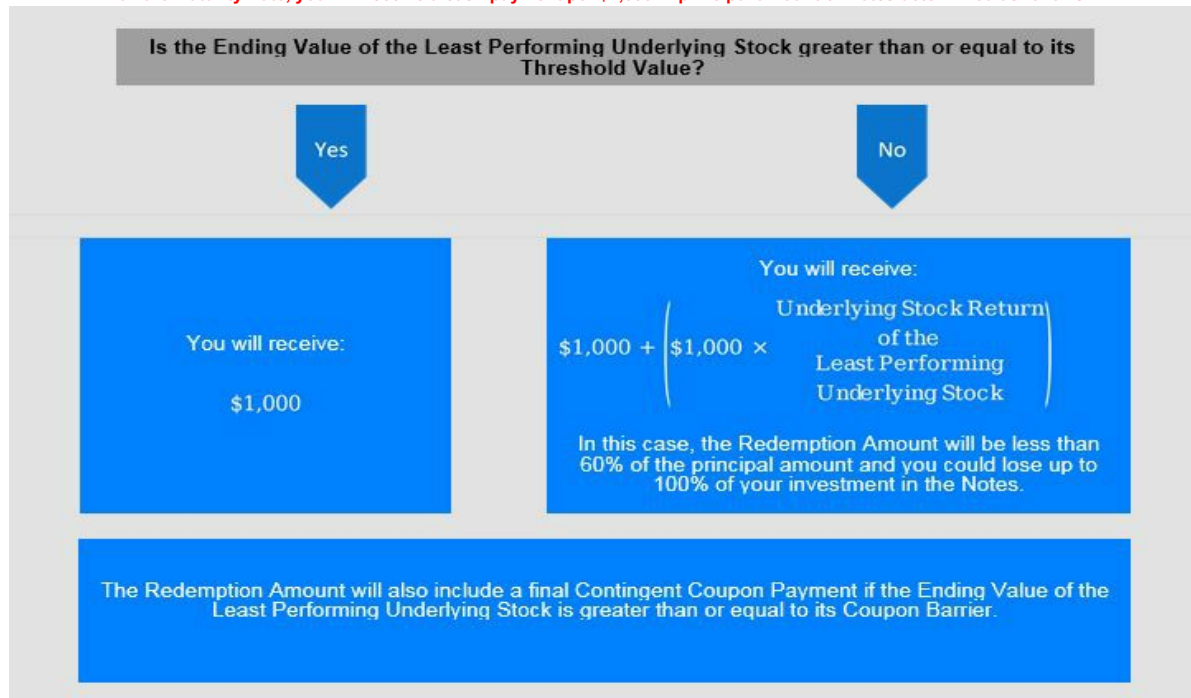 Is the Ending Value of the Least Performing Underlying Stock greater than or equal to its
Threshold Value?
Yes
No
You will receive:
$1,000
You will receive:
$1,000 + ($1,000 × Underlying Stock Return
of the
Least Performing
Underlying Stock)
In this case, the Redemption Amount will be less than
60% of the principal amount and you could lose up to
100% of your investment in the Notes.
The Redemption Amount will also include a final Contingent Coupon Payment if the Ending Value of the
Least Performing Underlying Stock is greater than or equal to its Coupon Barrier.